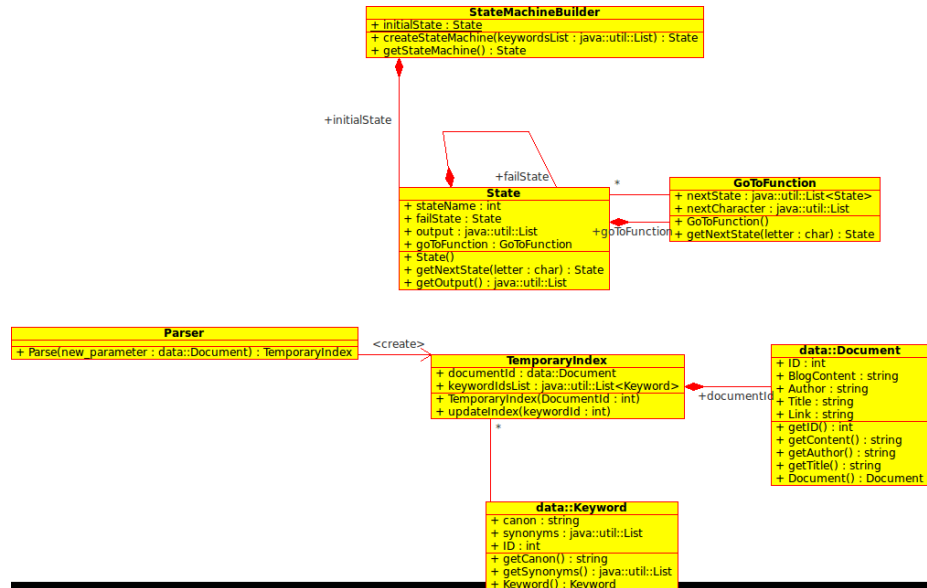 StateMachineBuilder
+ initialState : State
+ createStateMachine(keywordsList : java::util::List) : State
+ getStateMachine() : State
+initialState
+failState
*
State
+ stateName : int
+ failState : State
+ output : java::util::List
+ goToFunction : GoToFunction
+ State()
+ getNextState(letter : char) : State
+ getOutput() : java::util::List
+goToFunction
GoToFunction
+ nextState : java::util::List<State>
+ nextCharacter : java::util::List
+ GoToFunction()
+ getNextState(letter : char) : State
Parser
+ Parse(new_parameter : data::Document) : TemporaryIndex
<create>
TemporaryIndex
+ documentId : data::Document
+ keywordIdsList : java::util::List<Keyword>
+ TemporaryIndex(DocumentId : int)
+ updateIndex(keywordId : int)
+documentId
*
data::Document
+ ID : int
+ BlogContent : string
+ Author : string
+ Title : string
+ Link : string
+ getID() : int
+ getContent() : string
+ getAuthor() : string
+ getTitle() : string
+ Document() : Document
data::Keyword
+ canon : string
+ synonyms : java::util::List
+ ID : int
+ getCanon() : string
+ getSynonyms() : java::util::List
+ Keyword() : Keyword